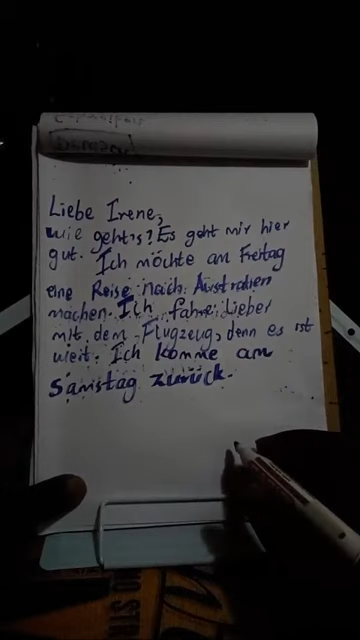 Liebe Irene,
wie geht's? Es geht mir hier
gut. Ich möchte am Freitag
eine Reise nach Australien
machen. Ich fahre lieber
mit dem Flugzeug, denn es ist
weit. Ich komme am
Samstag zurück.